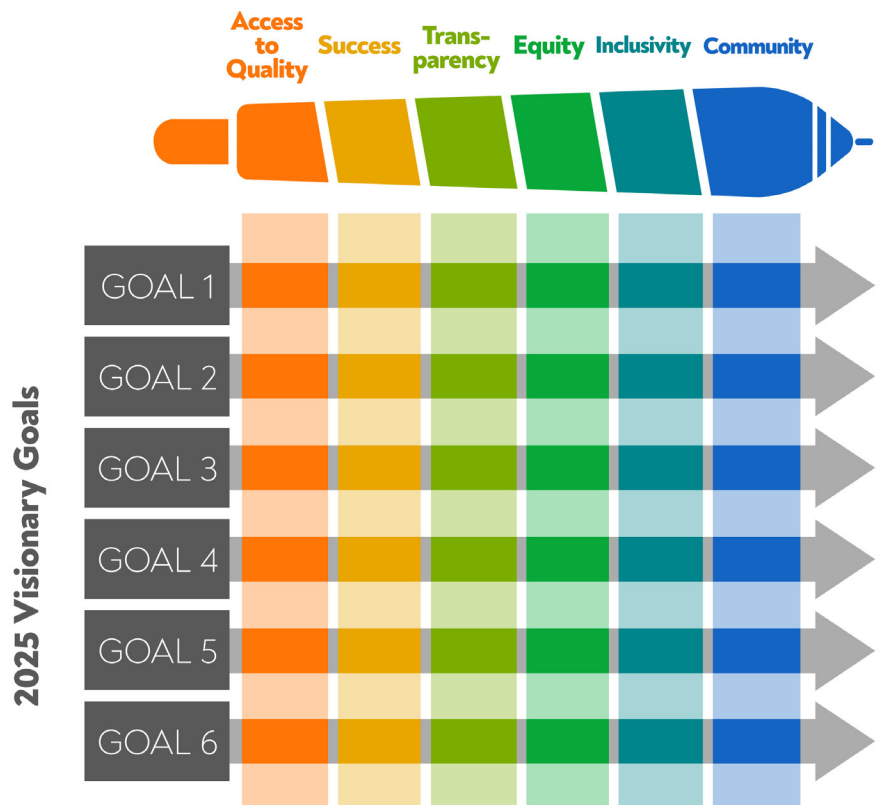 Access
to
Quality
Success
Trans-
parency
Equity
Inclusivity
Community
2025 Visionary Goals
GOAL 1
GOAL 2
GOAL 3
GOAL 4
GOAL 5
GOAL 6